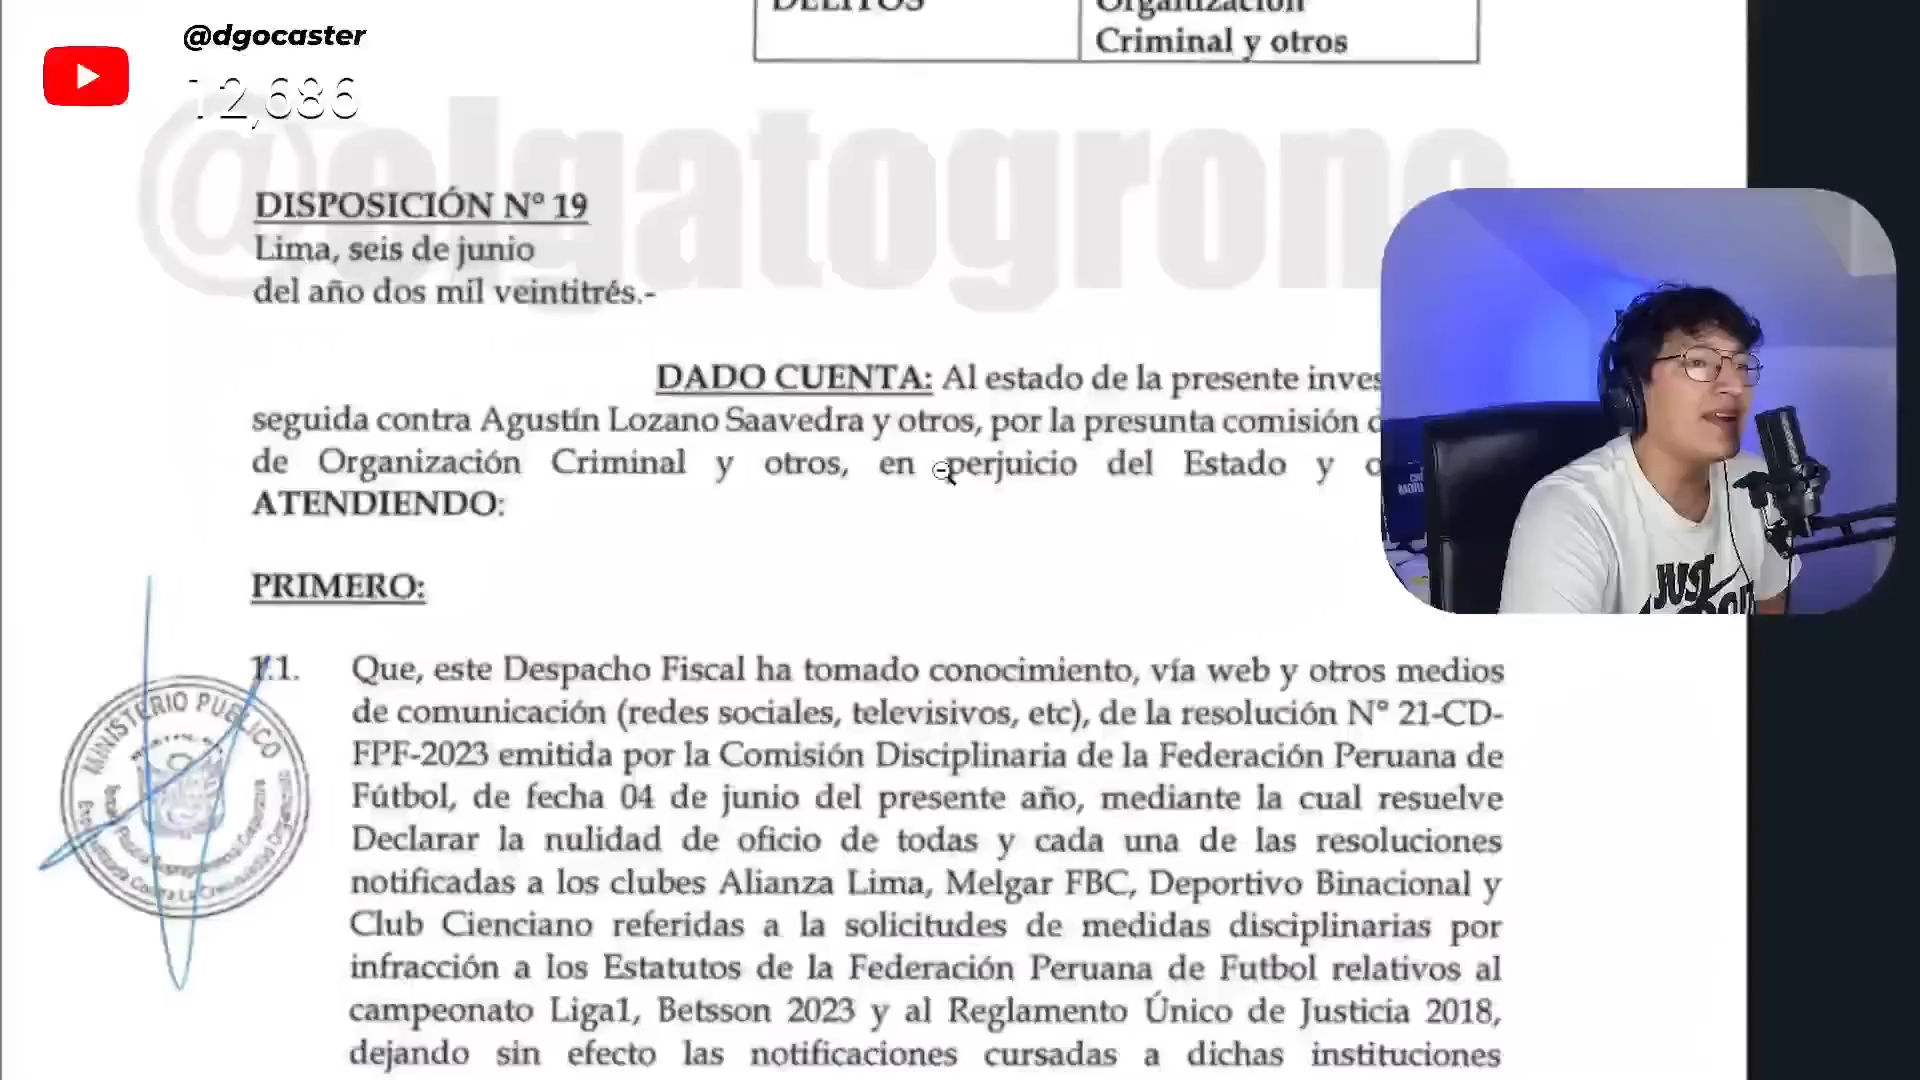 @dgocaster
12,686
DELITOS
Organización
Criminal y otros
@elgatogrone
DISPOSICIÓN N° 19
Lima, seis de junio
del año dos mil veintitrés.-
DADO CUENTA: Al estado de la presente inves
seguida contra Agustín Lozano Saavedra y otros, por la presunta comisión d
de Organización Criminal y otros, en perjuicio del Estado y o
ATENDIENDO:
PRIMERO:
1.1. Que, este Despacho Fiscal ha tomado conocimiento, vía web y otros medios
de comunicación (redes sociales, televisivos, etc), de la resolución N° 21-CD-
FPF-2023 emitida por la Comisión Disciplinaria de la Federación Peruana de
Fútbol, de fecha 04 de junio del presente año, mediante la cual resuelve
Declarar la nulidad de oficio de todas y cada una de las resoluciones
notificadas a los clubes Alianza Lima, Melgar FBC, Deportivo Binacional y
Club Cienciano referidas a la solicitudes de medidas disciplinarias por
infracción a los Estatutos de la Federación Peruana de Futbol relativos al
campeonato Liga1, Betsson 2023 y al Reglamento Único de Justicia 2018,
dejando sin efecto las notificaciones cursadas a dichas instituciones
MINISTERIO PUBLICO
JUST